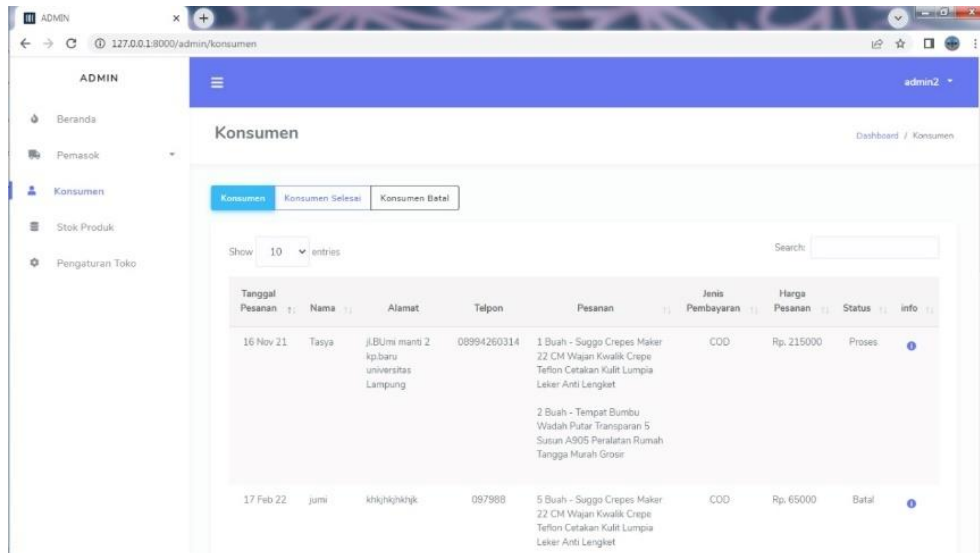 ADMIN
127.0.0.1:8000/admin/konsumen
ADMIN
admin2
Beranda
Pemasok
Konsumen
Stok Produk
Pengaturan Toko
Konsumen
Dashboard / Konsumen
Konsumen Konsumen Selesai Konsumen Batal
Show 10 entries
Search:
Tanggal Pesanan Nama Alamat Telpon Pesanan Jenis Pembayaran Harga Pesanan Status info
16 Nov 21 Tasya
jl.BUmi manti 2
kp.baru
universitas
Lampung
08994260314
1 Buah - Suggo Crepes Maker
22 CM Wajan Kwalik Crepe
Teflon Cetakan Kulit Lumpia
Leker Anti Lengket
2 Buah - Tempat Bumbu
Wadah Putar Transparan 5
Susun A905 Peralatan Rumah
Tangga Murah Grosir
COD Rp. 215000 Proses
17 Feb 22 jumi khkjhkjhkhjk 097988
5 Buah - Suggo Crepes Maker
22 CM Wajan Kwalik Crepe
Teflon Cetakan Kulit Lumpia
Leker Anti Lengket
COD Rp. 65000 Batal